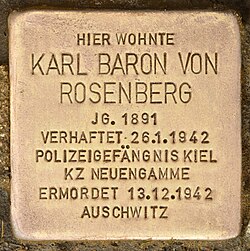 HIER WOHNTE
KARL BARON VON
ROSENBERG
JG. 1891
VERHAFTET 26.1.1942
POLIZEIGEFÄNGNIS KIEL
KZ NEUENGAMME
ERMORDET 13.12.1942
AUSCHWITZ